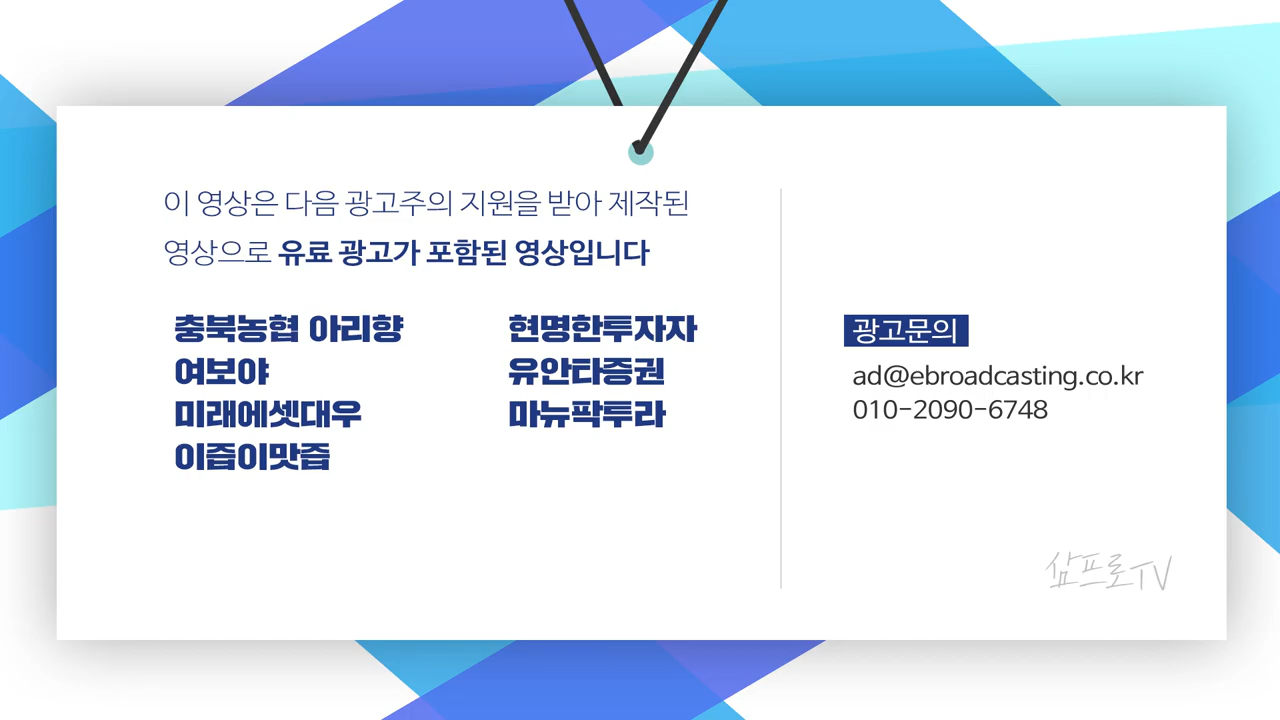 이 영상은 다음 광고주의 지원을 받아 제작된
영상으로 유료 광고가 포함된 영상입니다
충북농협 아리향
여보야
미래에셋대우
이즙이맛즙
현명한투자자
유안타증권
마뉴팍투라
광고문의
ad@ebroadcasting.co.kr
010-2090-6748
삼프로TV